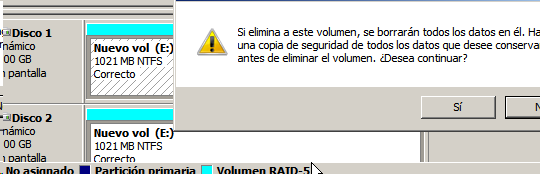 Disco 1
námico
00 GB
n pantalla
Nuevo vol (E:)
1021 MB NTFS
Correcto
Si elimina a este volumen, se borrarán todos los datos en él. Ha
una copia de seguridad de todos los datos que desee conserva
antes de eliminar el volumen. ¿Desea continuar?
Sí
N
Disco 2
námico
00 GB
n pantalla
Nuevo vol (E:)
1021 MB NTFS
Correcto
No asignado Partición primaria Volumen RAID-5